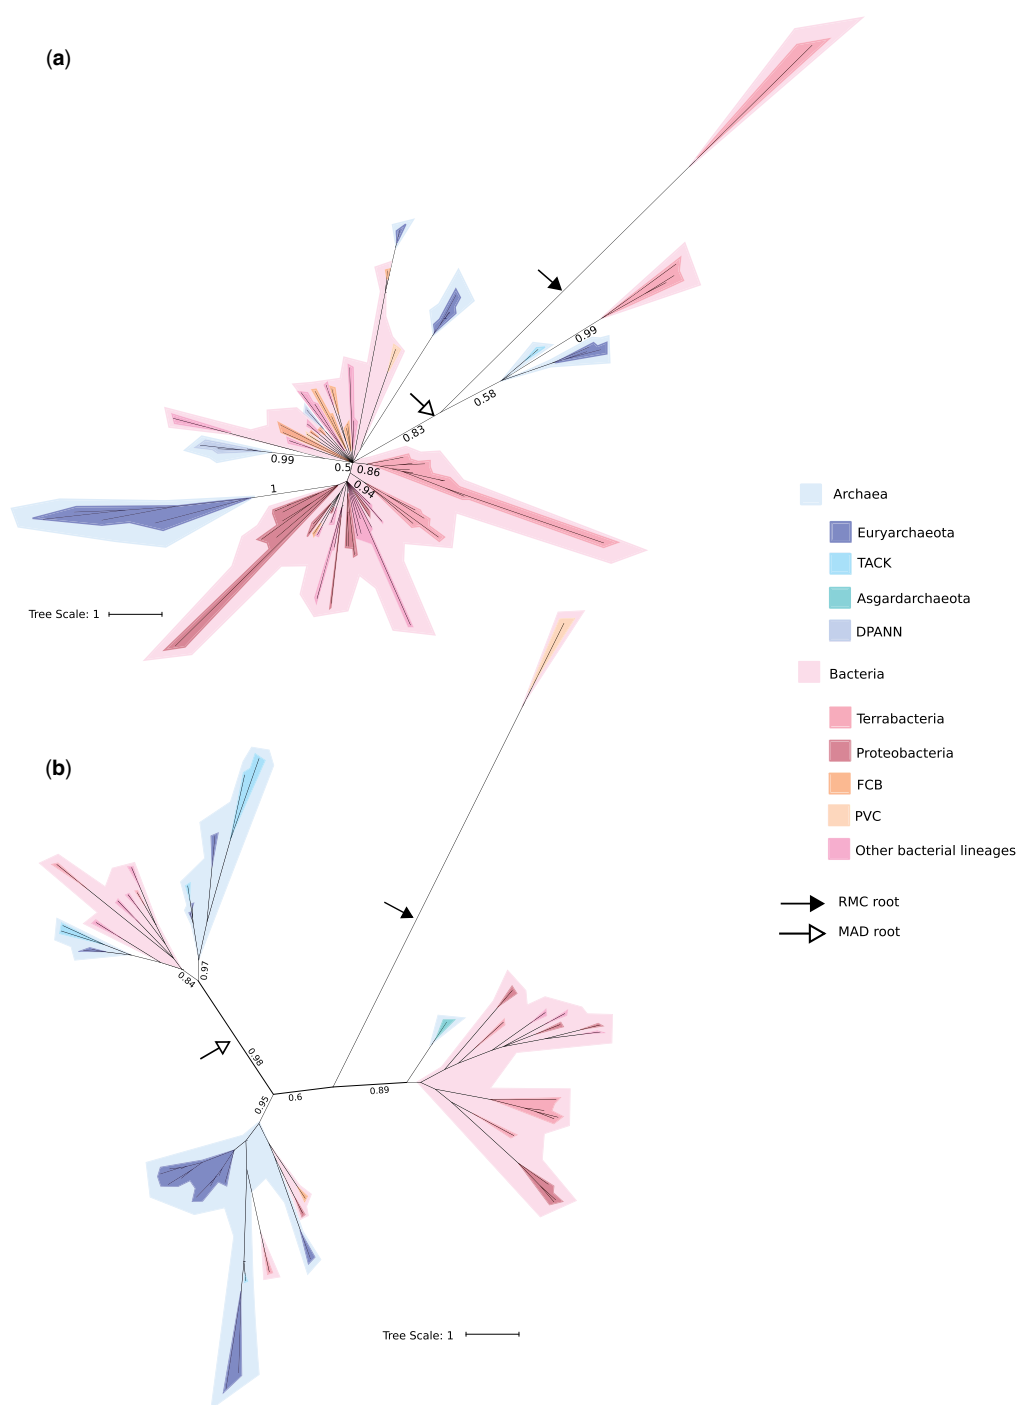 (a)
0.99
0.58
0.83
0.99
0.5
0.86
1
0.94
Tree Scale: 1
Archaea
Euryarchaeota
TACK
Asgardarchaeota
DPANN
Bacteria
Terrabacteria
Proteobacteria
FCB
PVC
Other bacterial lineages
RMC root
MAD root
(b)
0.97
0.84
0.98
0.89
0.6
0.95
Tree Scale: 1